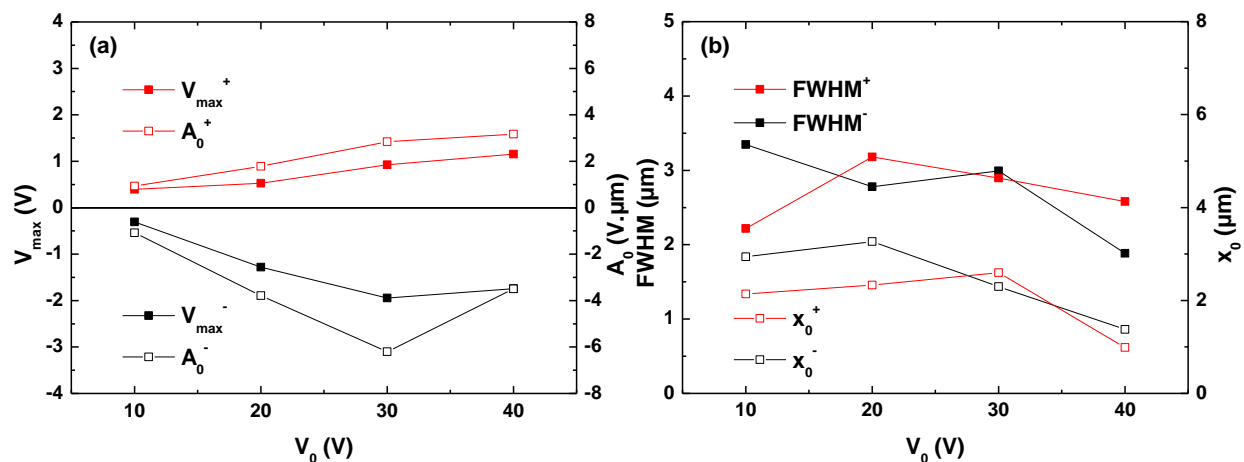 (a)
V_max^+
A_0^+
V_max^-
A_0^-
4
3
2
1
0
-1
-2
-3
-4
V_max (V)
8
6
4
2
0
-2
-4
-6
-8
A_0 (V·µm)
10 20 30 40
V_0 (V)
(b)
FWHM^+
FWHM^-
x_0^+
x_0^-
5
4
3
2
1
0
FWHM (µm)
8
6
4
2
0
x_0 (µm)
10 20 30 40
V_0 (V)